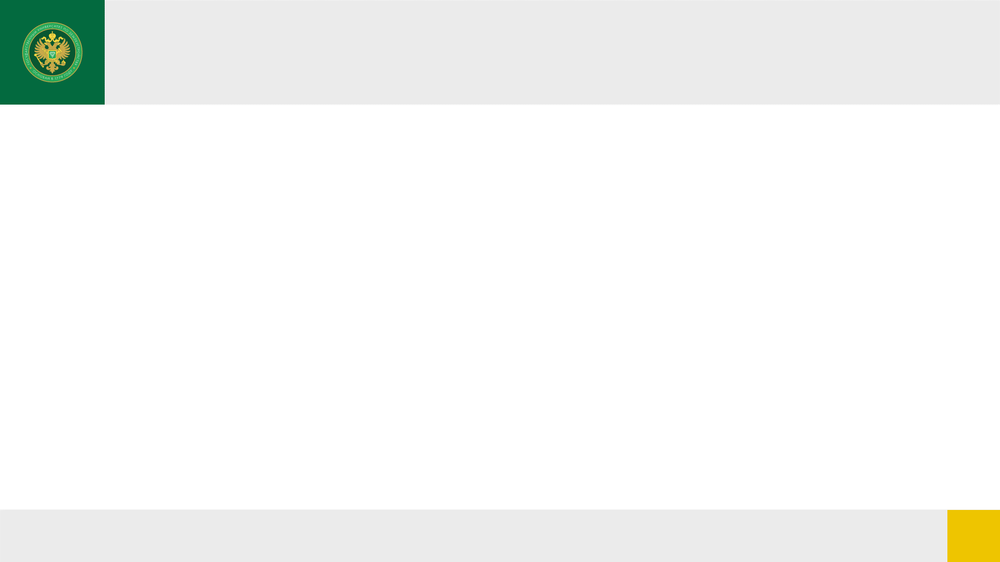 ГОСУДАРСТВЕННЫЙ УНИВЕРСИТЕТ ПО ЗЕМЛЕУСТРОЙСТВУ
ОСНОВАН В 1779 ГОДУ